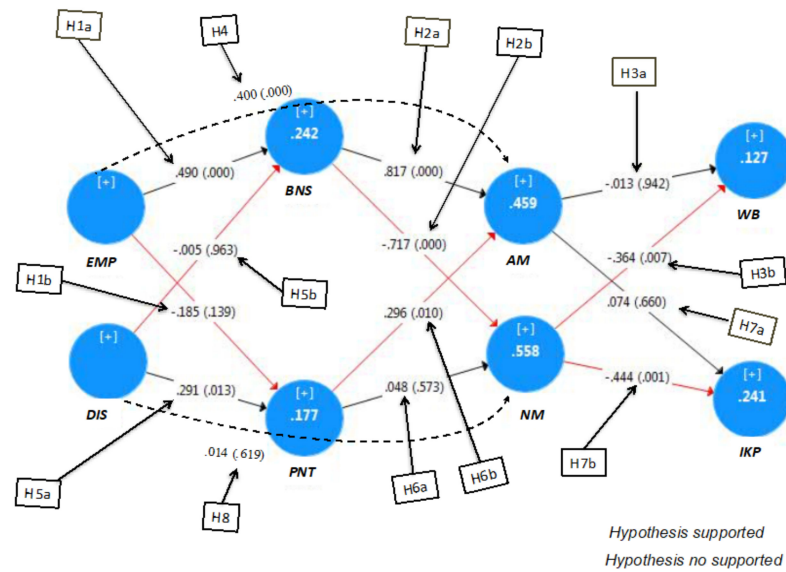 H1a
H4
H2a
H2b
H3a
.400 (.000)
[+]
.242
BNS
[+]
.127
WB
.490 (.000)
.817 (.000)
-.013 (.942)
[+]
EMP
[+]
.459
AM
-.005 (.963)
-.717 (.000)
-.364 (.007)
H1b
H5b
H3b
-.185 (.139)
.296 (.010)
.074 (.660)
H7a
[+]
DIS
[+]
.558
NM
.291 (.013)
.048 (.573)
-.444 (.001)
[+]
.177
PNT
[+]
.241
IKP
.014 (.619)
H5a
H8
H6a
H6b
H7b
Hypothesis supported
Hypothesis no supported